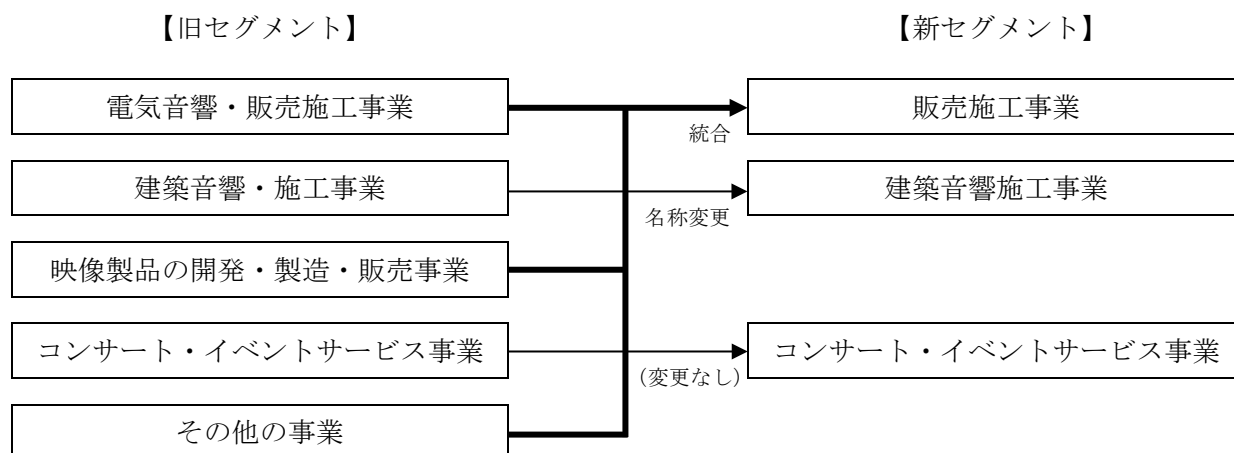 【旧セグメント】
【新セグメント】
電気音響・販売施工事業
販売施工事業
統合
建築音響・施工事業
建築音響施工事業
名称変更
映像製品の開発・製造・販売事業
コンサート・イベントサービス事業
コンサート・イベントサービス事業
(変更なし)
その他の事業